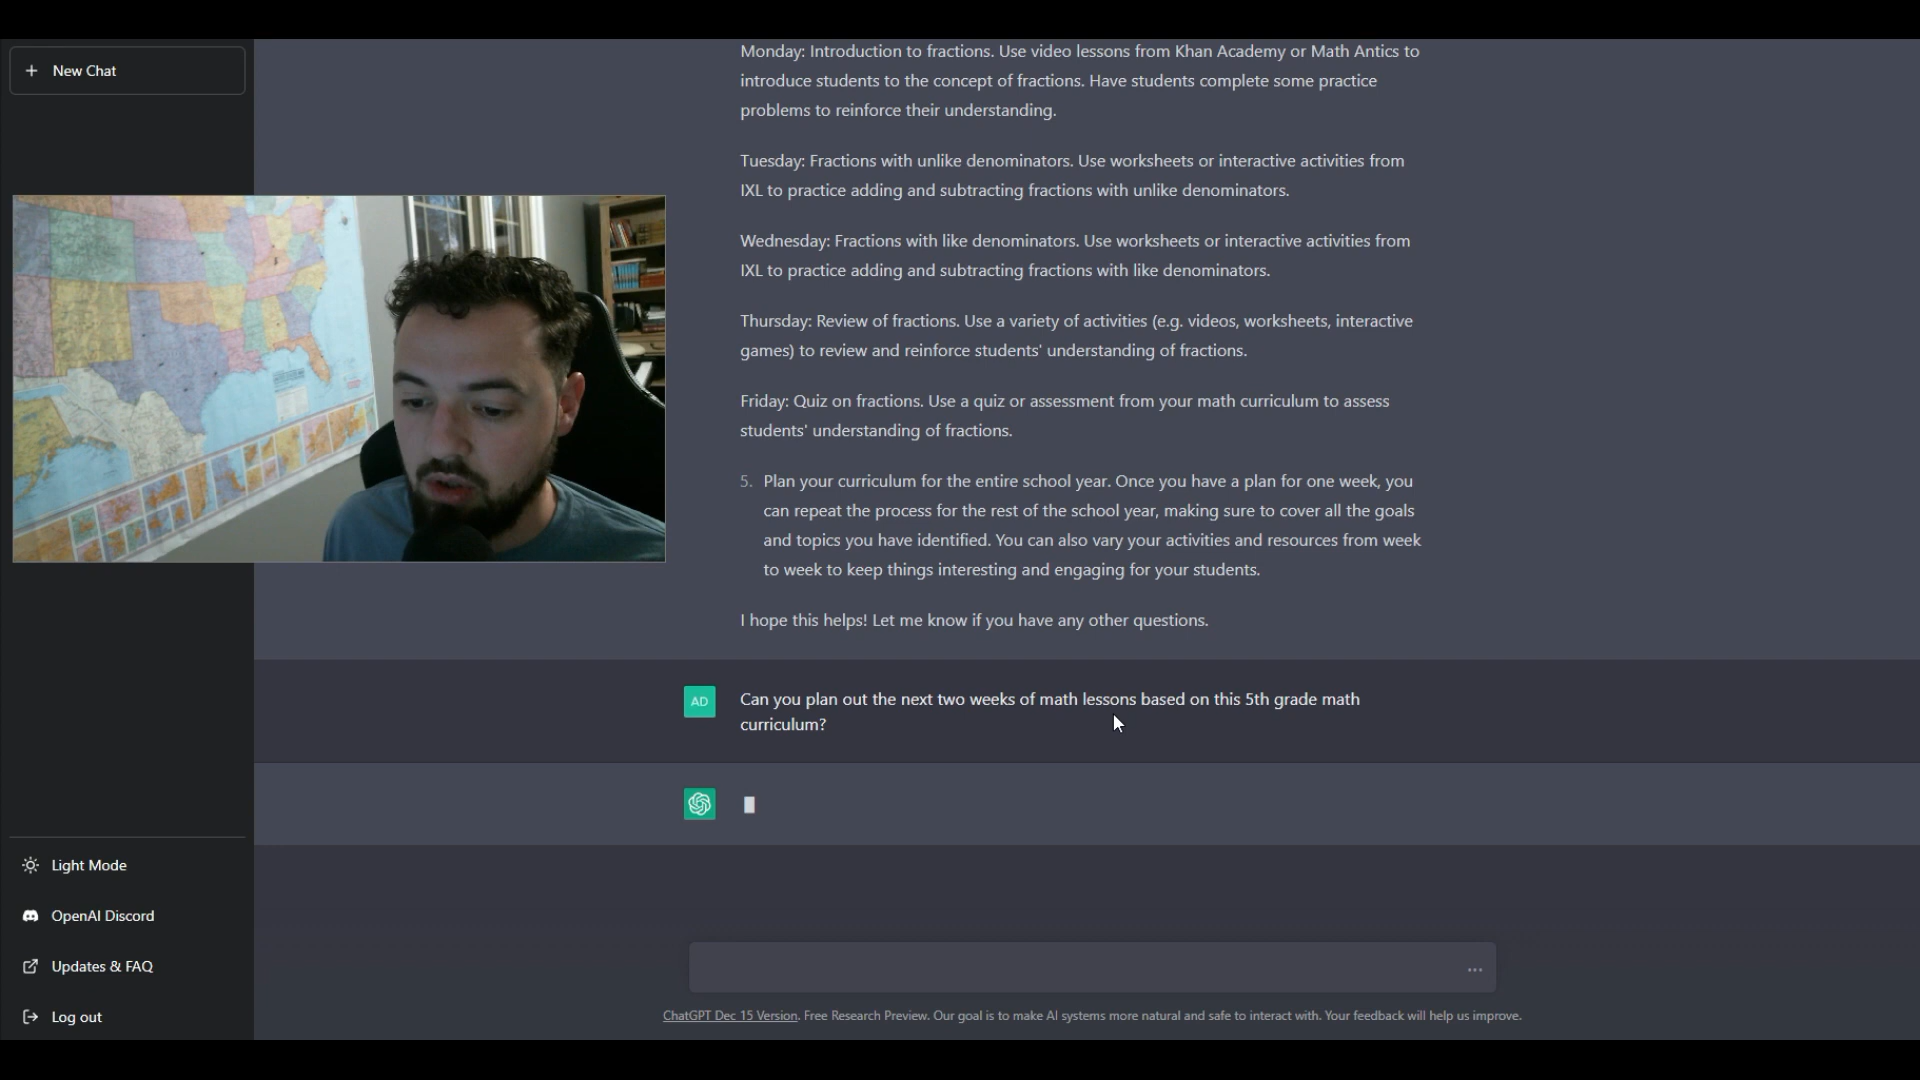 New Chat
Monday: Introduction to fractions. Use video lessons from Khan Academy or Math Antics to
introduce students to the concept of fractions. Have students complete some practice
problems to reinforce their understanding.
Tuesday: Fractions with unlike denominators. Use worksheets or interactive activities from
IXL to practice adding and subtracting fractions with unlike denominators.
Wednesday: Fractions with like denominators. Use worksheets or interactive activities from
IXL to practice adding and subtracting fractions with like denominators.
Thursday: Review of fractions. Use a variety of activities (e.g. videos, worksheets, interactive
games) to review and reinforce students' understanding of fractions.
Friday: Quiz on fractions. Use a quiz or assessment from your math curriculum to assess
students' understanding of fractions.
5. Plan your curriculum for the entire school year. Once you have a plan for one week, you
can repeat the process for the rest of the school year, making sure to cover all the goals
and topics you have identified. You can also vary your activities and resources from week
to week to keep things interesting and engaging for your students.
I hope this helps! Let me know if you have any other questions.
AD
Can you plan out the next two weeks of math lessons based on this 5th grade math
curriculum?
Light Mode
OpenAI Discord
Updates & FAQ
Log out
ChatGPT Dec 15 Version. Free Research Preview. Our goal is to make AI systems more natural and safe to interact with. Your feedback will help us improve.